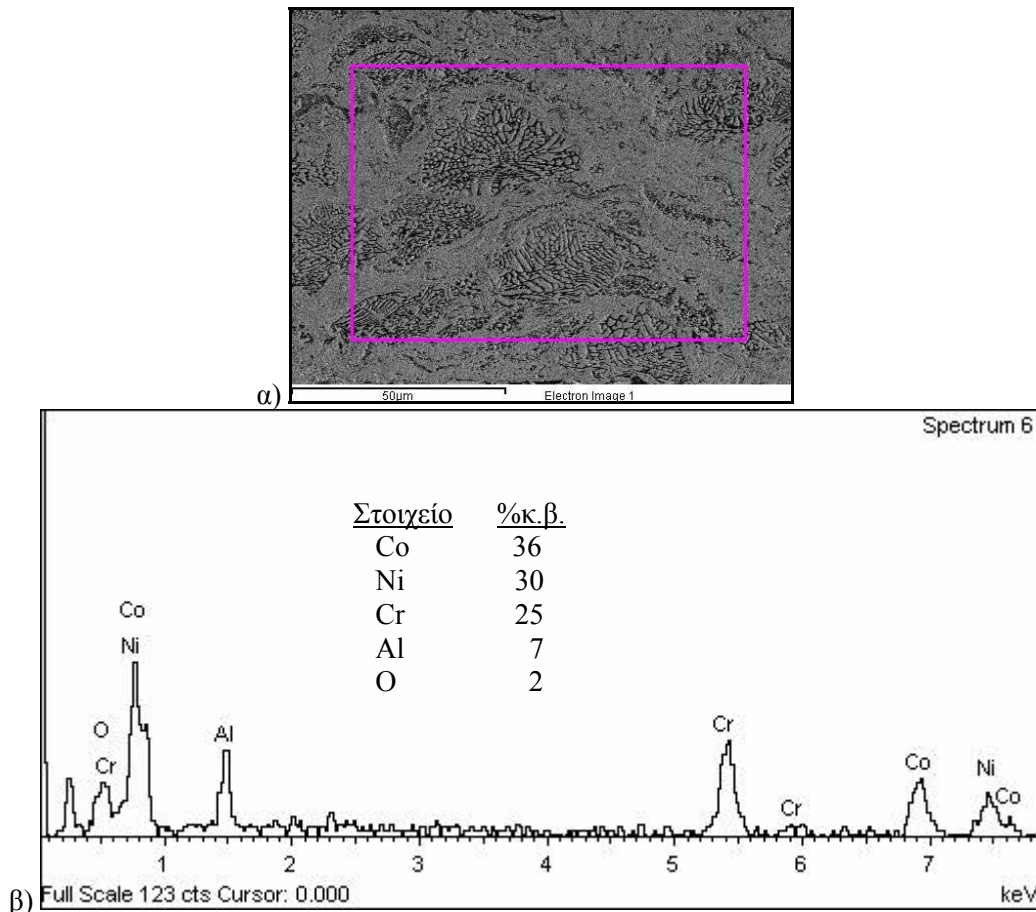 α)
50μm Electron Image 1
Spectrum 6
Στοιχείο %κ.β.
Co 36
Ni 30
Cr 25
Al 7
O 2
Co
Ni
O
Cr
Al
Cr
Cr
Co
Ni
Co
1 2 3 4 5 6 7
β) Full Scale 123 cts Cursor: 0.000 keV